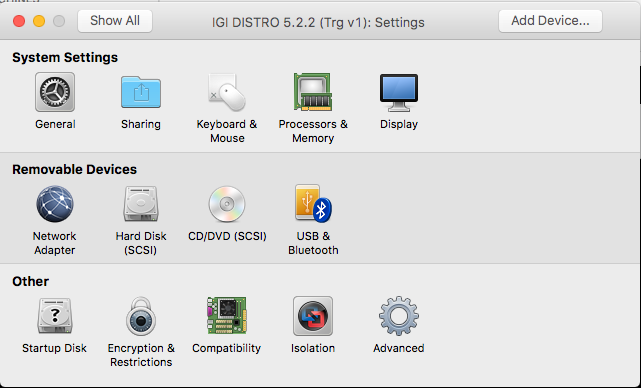 Show All
IGI DISTRO 5.2.2 (Trg v1): Settings
Add Device...
System Settings
General
Sharing
Keyboard &
Mouse
Processors &
Memory
Display
Removable Devices
Network
Adapter
Hard Disk
(SCSI)
CD/DVD (SCSI)
USB &
Bluetooth
Other
?
Startup Disk
Encryption &
Restrictions
Compatibility
Isolation
Advanced